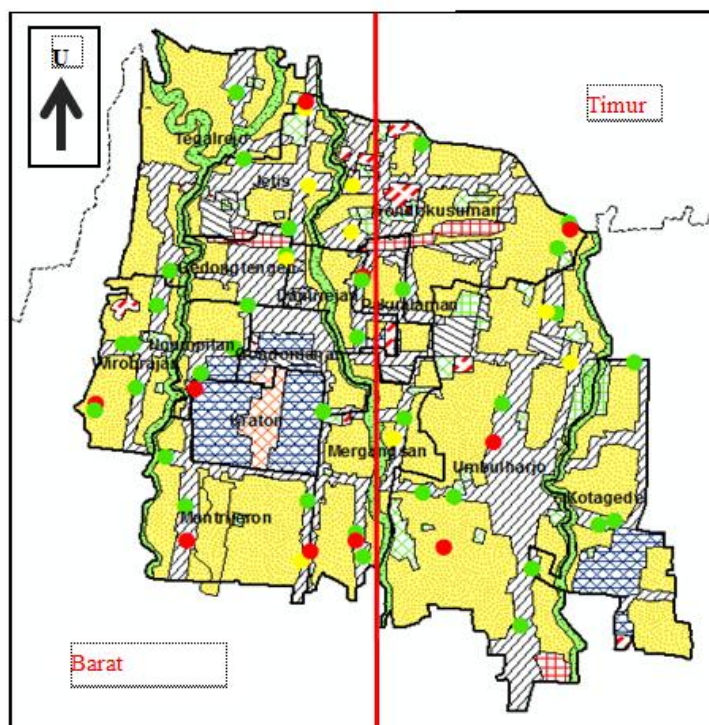 U
Timur
Tegalrejo
Jetis
Gondokusuman
Gedongtengen
Danurejan
Pakualaman
Ngampilan
Gondomanan
Wirobrajan
Kraton
Mergangsan
Umbulharjo
Kotagede
Mantrijeron
Barat